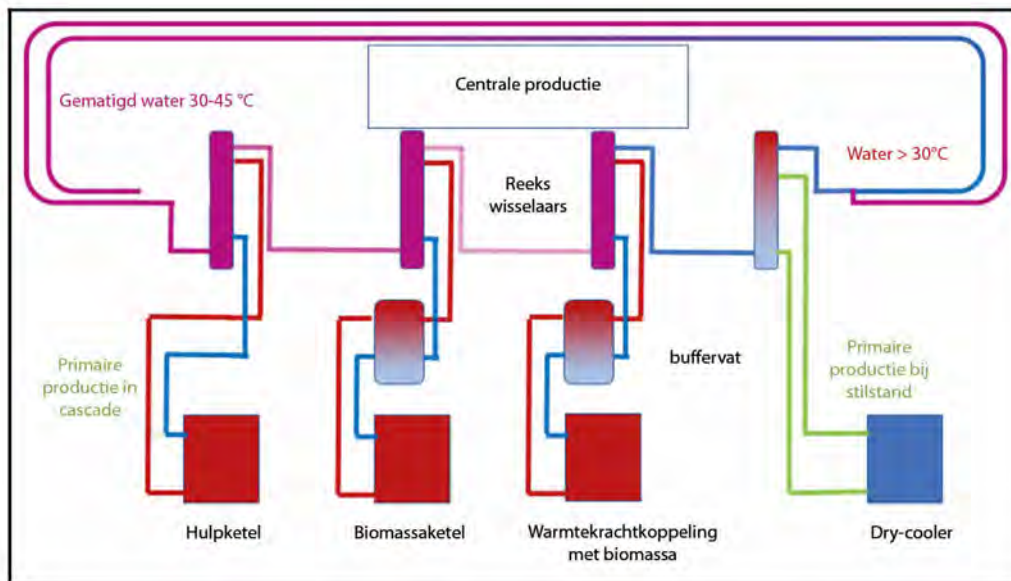 Centrale productie
Gematigd water 30-45 °C
Water > 30°C
Reeks
wisselaars
buffervat
Primaire
productie in
cascade
Primaire
productie bij
stilstand
Hulpketel
Biomassaketel
Warmtekrachtkoppeling
met biomassa
Dry-cooler